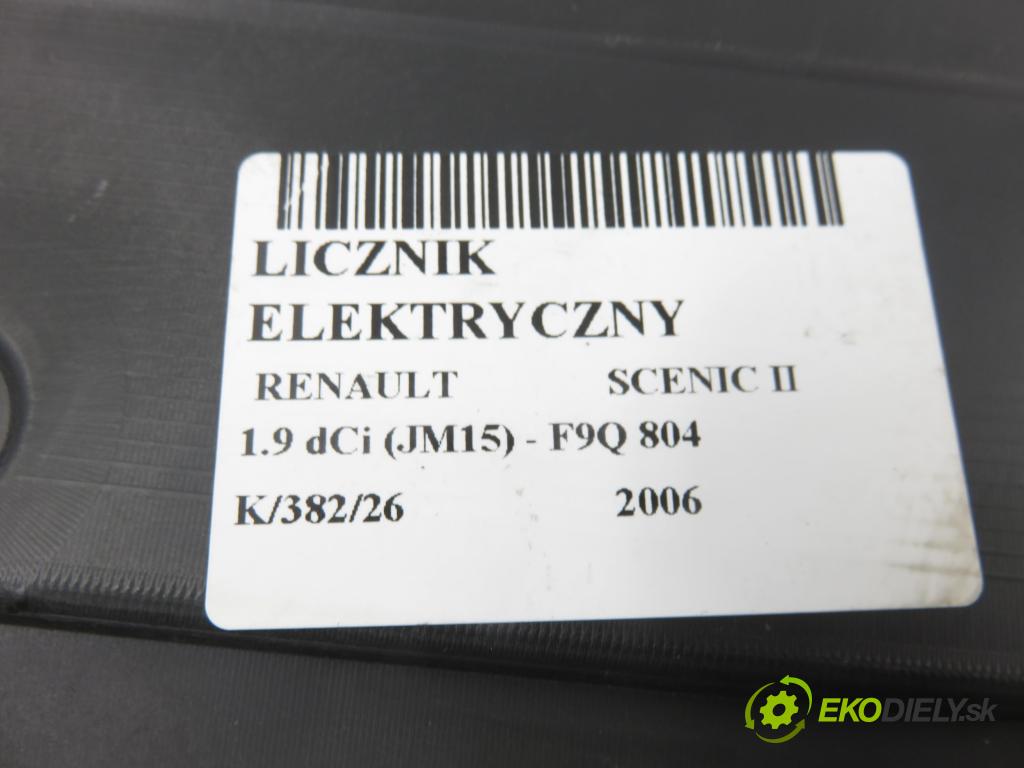 LICZNIK
ELEKTRYCZNY
RENAULT SCENIC II
1.9 dCi (JM15) - F9Q 804
K/382/26 2006
EKODIELY.sk